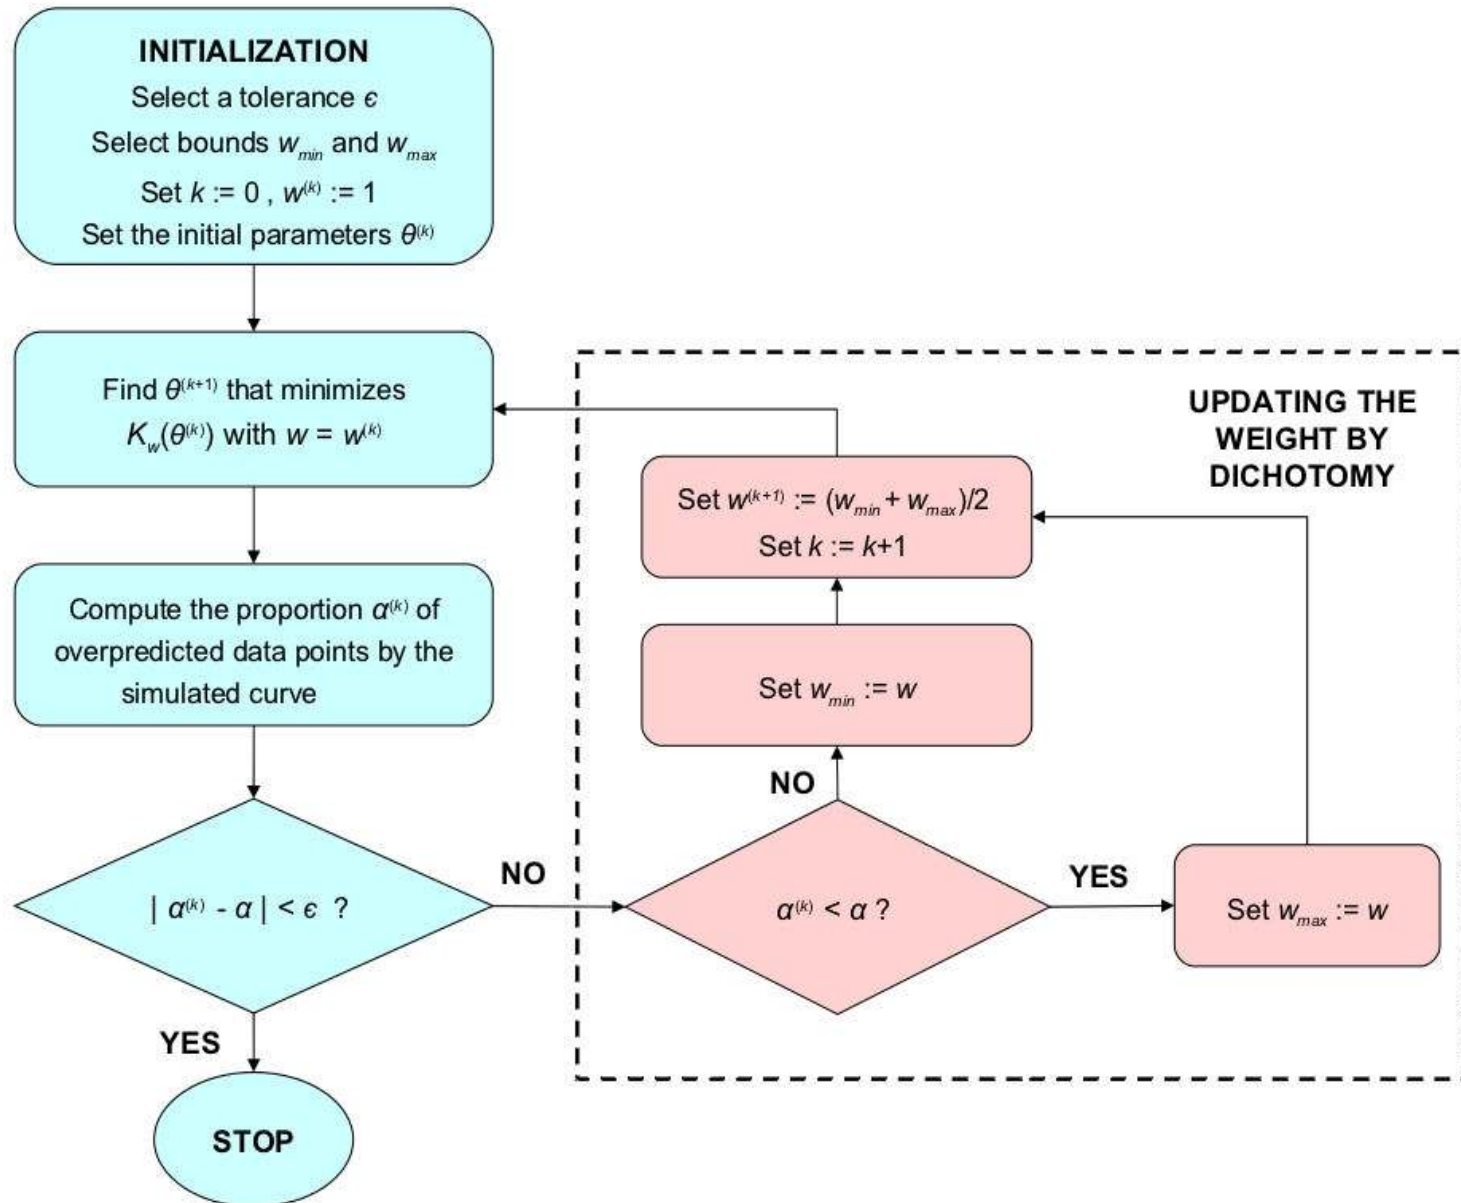 INITIALIZATION
Select a tolerance ϵ
Select bounds w_min and w_max
Set k := 0 , w^(k) := 1
Set the initial parameters θ^(k)
Find θ^(k+1) that minimizes
K_w(θ^(k)) with w = w^(k)
Compute the proportion α^(k) of
overpredicted data points by the
simulated curve
| α^(k) - α | < ϵ ?
YES
STOP
NO
UPDATING THE
WEIGHT BY
DICHOTOMY
Set w^(k+1) := (w_min + w_max)/2
Set k := k+1
Set w_min := w
NO
α^(k) < α ?
YES
Set w_max := w